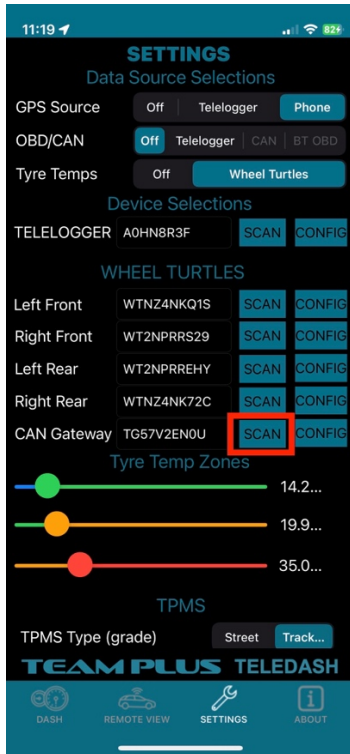 11:19 82
SETTINGS
Data Source Selections
GPS Source Off Telelogger Phone
OBD/CAN Off Telelogger CAN BT OBD
Tyre Temps Off Wheel Turtles
Device Selections
TELELOGGER A0HN8R3F SCAN CONFIG
WHEEL TURTLES
Left Front WTNZ4NKQ1S SCAN CONFIG
Right Front WT2NPRRS29 SCAN CONFIG
Left Rear WT2NPRREHY SCAN CONFIG
Right Rear WTNZ4NK72C SCAN CONFIG
CAN Gateway TG57V2EN0U SCAN CONFIG
Tyre Temp Zones
14.2...
19.9...
35.0...
TPMS
TPMS Type (grade) Street Track...
TEAM PLUS TELEDASH
DASH REMOTE VIEW SETTINGS ABOUT